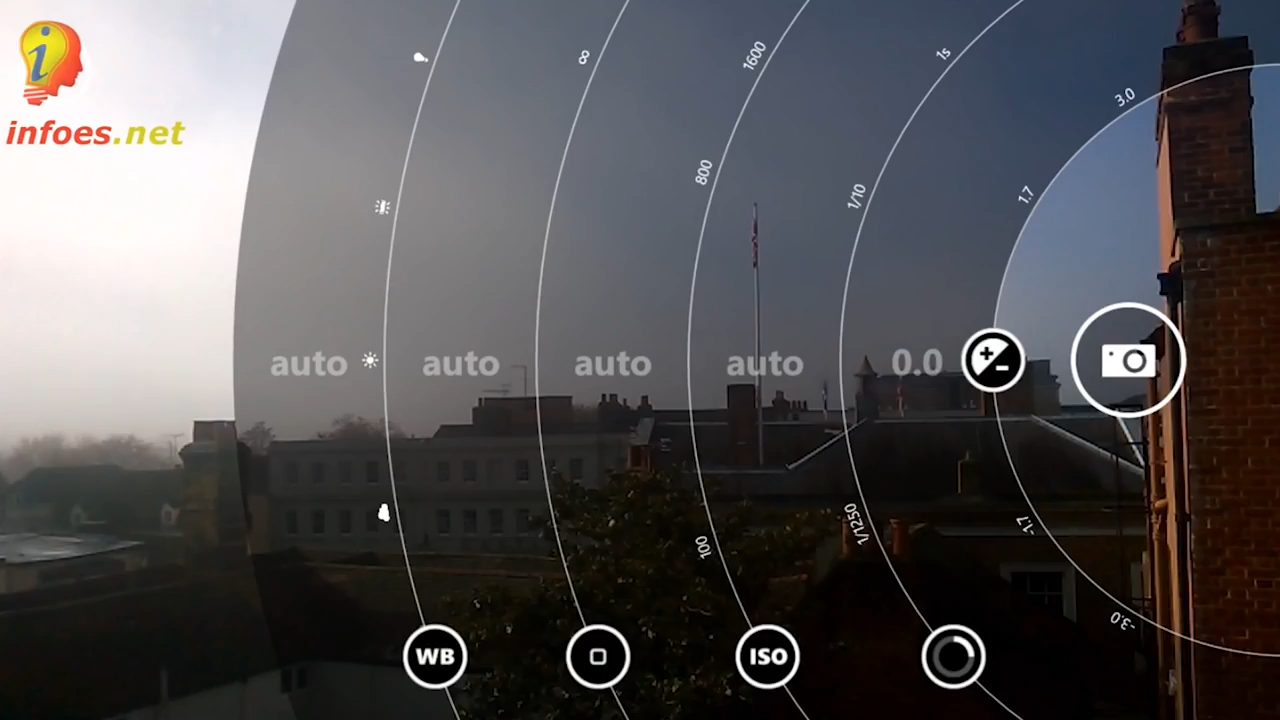 i
infoes.net
∞
1600
800
100
1s
1/10
1/1250
3.0
1.7
-1.7
-3.0
auto
auto
auto
auto
0.0
WB
ISO